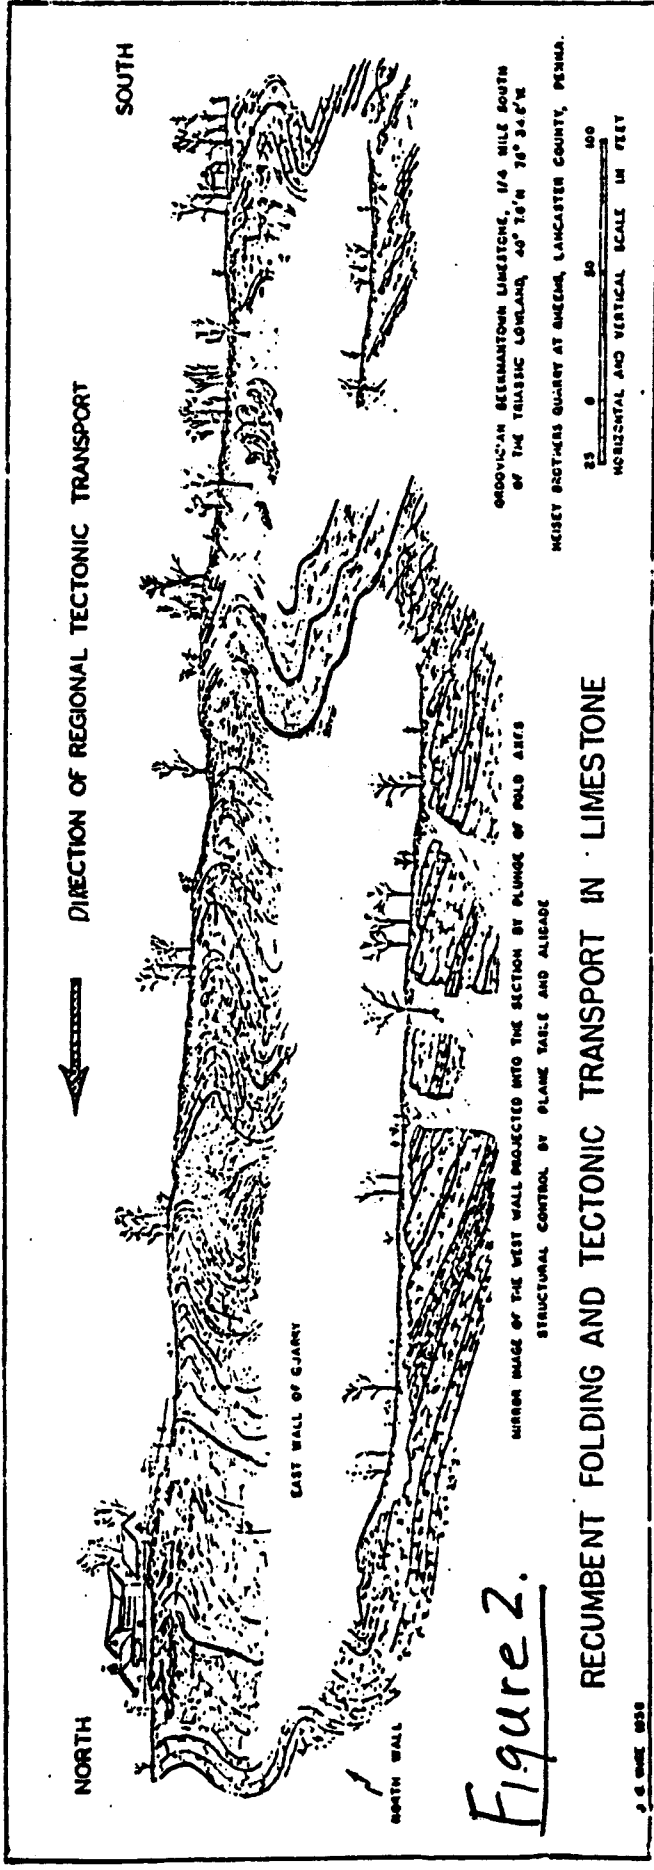 NORTH
SOUTH
DIRECTION OF REGIONAL TECTONIC TRANSPORT
EAST WALL OF QUARRY
NORTH WALL
ORDOVICIAN BEEKMANTOWN LIMESTONE, 1/4 MILE SOUTH
OF THE TRIASSIC LOWLAND,
HEISEY BROTHERS QUARRY AT RHEEMS, LANCASTER COUNTY, PENNA.
25 0 50 100
HORIZONTAL AND VERTICAL SCALE IN FEET
MIRROR IMAGE OF THE WEST WALL PROJECTED INTO THE SECTION BY PLUNGE OF FOLD AXES
STRUCTURAL CONTROL BY PLANE TABLE AND ALIDADE
Figure 2.
RECUMBENT FOLDING AND TECTONIC TRANSPORT IN LIMESTONE